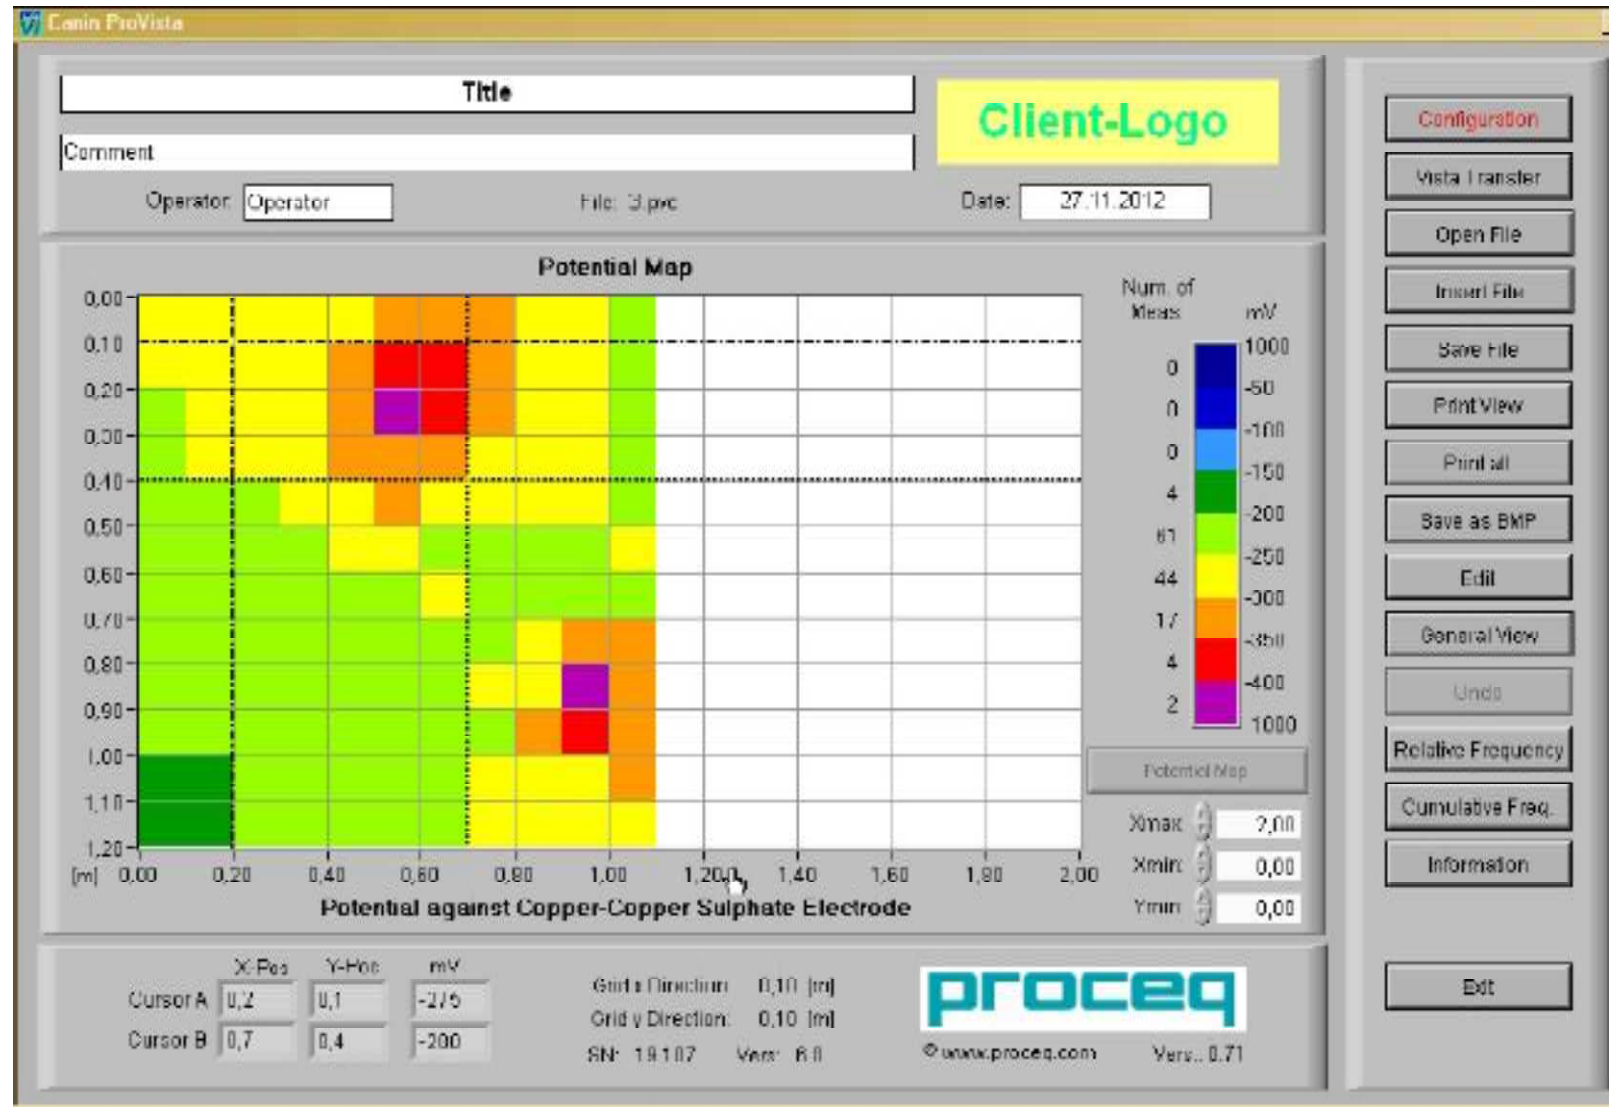 Canin ProVista
Title
Client-Logo
Comment
Operator: Operator
File: 3.pvc
Date: 27.11.2012
Configuration
Vista Transfer
Open File
Insert File
Save File
Print View
Print all
Save as BMP
Edit
General View
Undo
Relative Frequency
Cumulative Freq.
Information
Exit
Potential Map
0,00
0,10
0,20
0,30
0,40
0,50
0,60
0,70
0,80
0,90
1,00
1,10
1,20
[m] 0,00 0,20 0,40 0,60 0,80 1,00 1,20 1,40 1,60 1,80 2,00
Potential against Copper-Copper Sulphate Electrode
Num. of
Meas. mV
1000
0
-50
0
-100
0
-150
4
-200
61
-250
44
-300
17
-350
4
-400
2
1000
Potential Map
Xmax 2,00
Xmin: 0,00
Ymin 0,00
X-Pos Y-Pos mV
Cursor A 0,2 0,1 -275
Cursor B 0,7 0,4
Grid x Direction: 0,10 [m]
Grid y Direction: 0,10 [m]
SN: 19107
proceq
© www.proceq.com